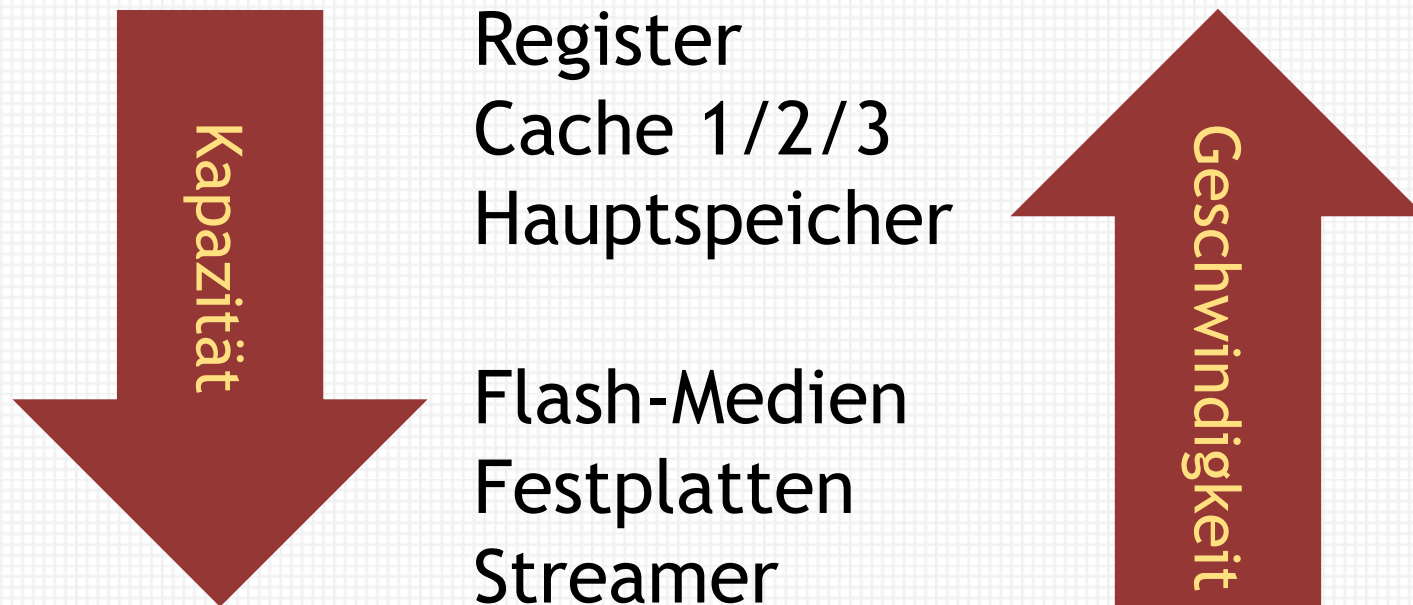 Kapazität
Register
Cache 1/2/3
Hauptspeicher
Flash-Medien
Festplatten
Streamer
Geschwindigkeit